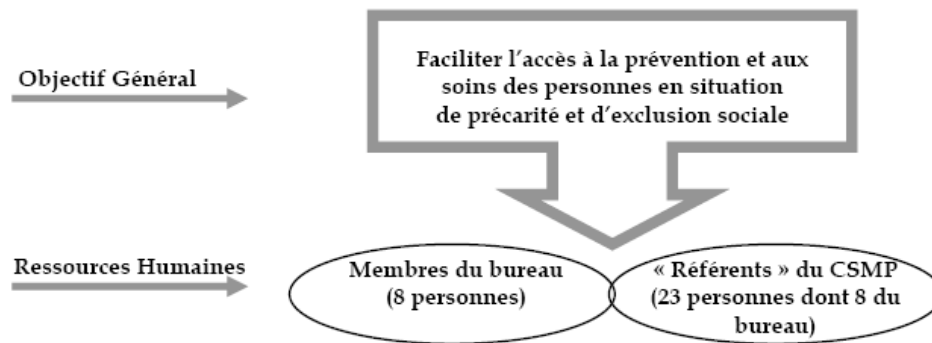 Objectif Général
Faciliter l'accès à la prévention et aux
soins des personnes en situation
de précarité et d'exclusion sociale
Ressources Humaines
Membres du bureau
(8 personnes)
« Référents » du CSMP
(23 personnes dont 8 du
bureau)